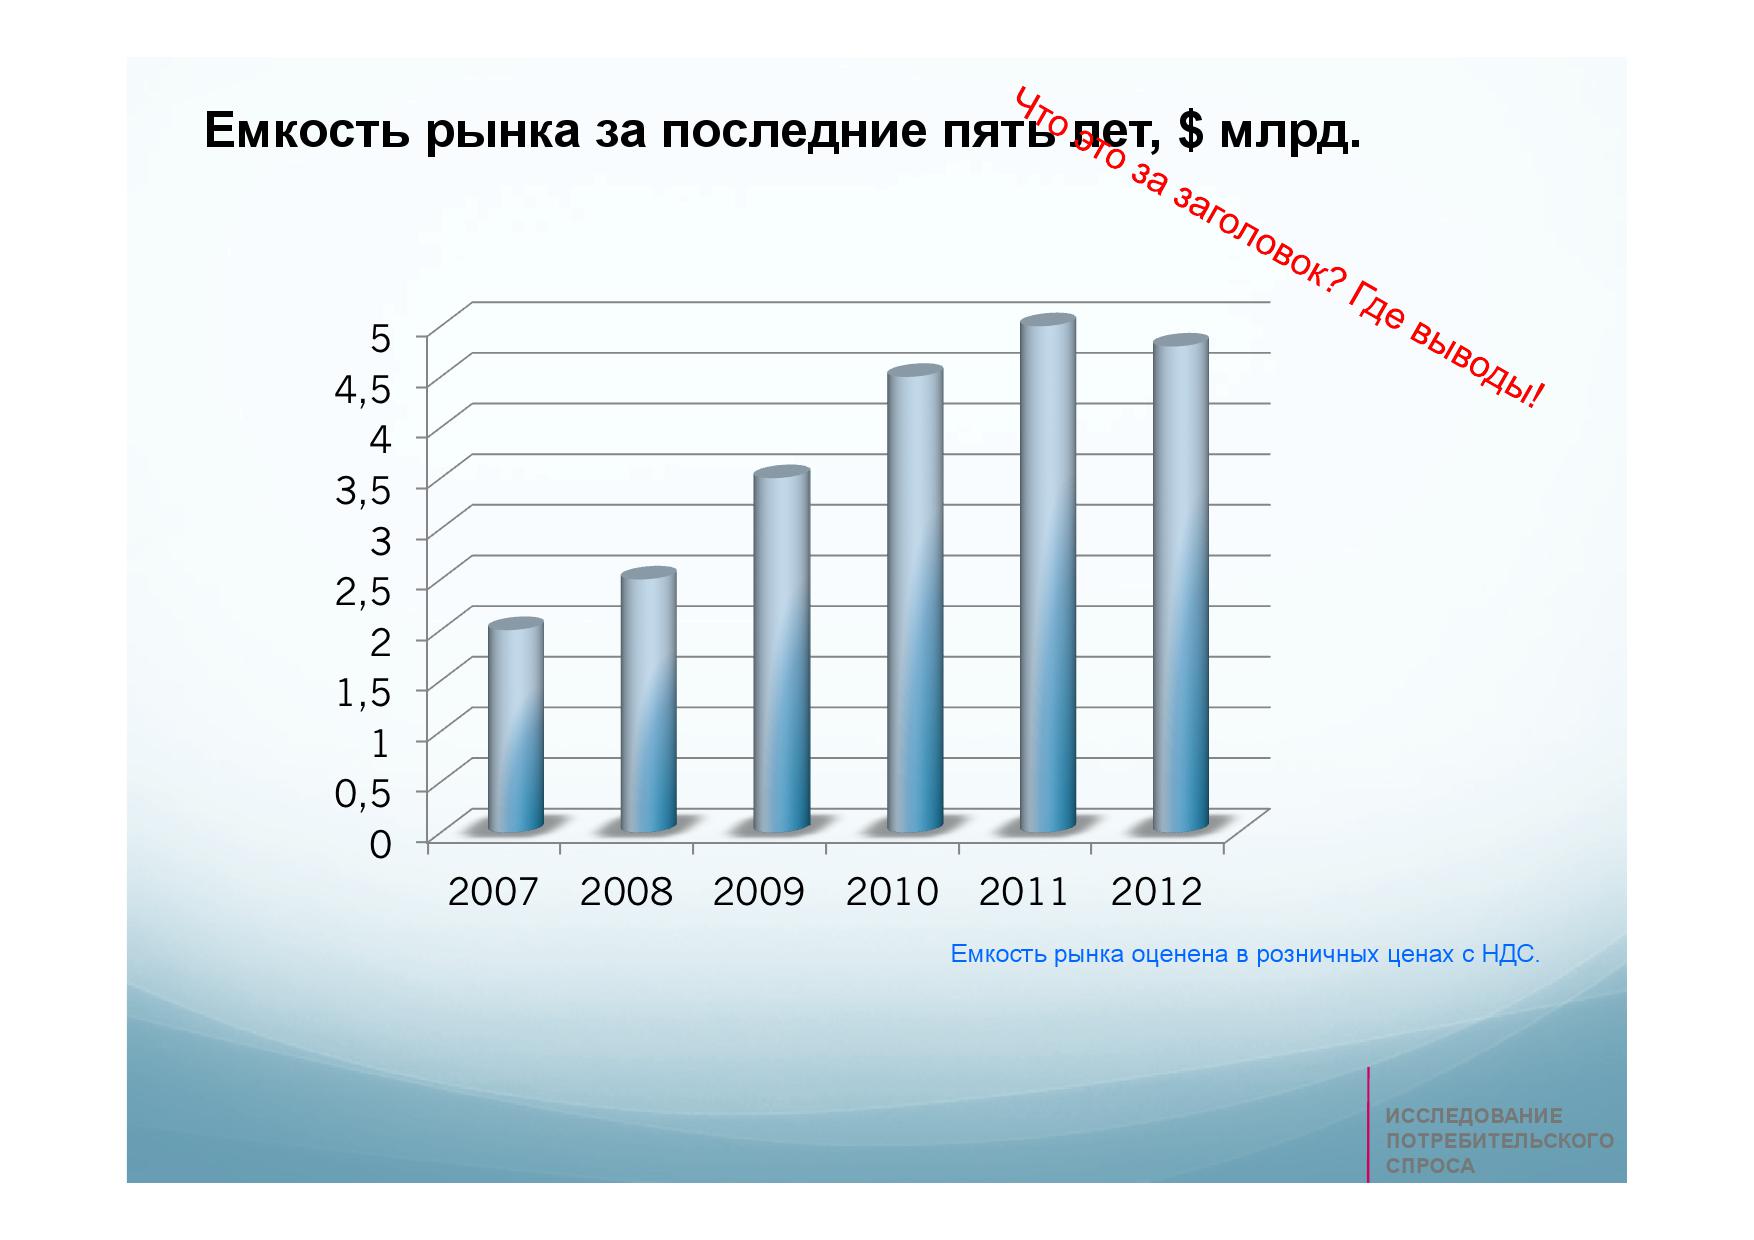 Емкость рынка за последние пять лет, $ млрд.
Что это за заголовок? Где выводы!
5
4,5
4
3,5
3
2,5
2
1,5
1
0,5
0
2007 2008 2009 2010 2011 2012
Емкость рынка оценена в розничных ценах с НДС.
ИССЛЕДОВАНИЕ
ПОТРЕБИТЕЛЬСКОГО
СПРОСА